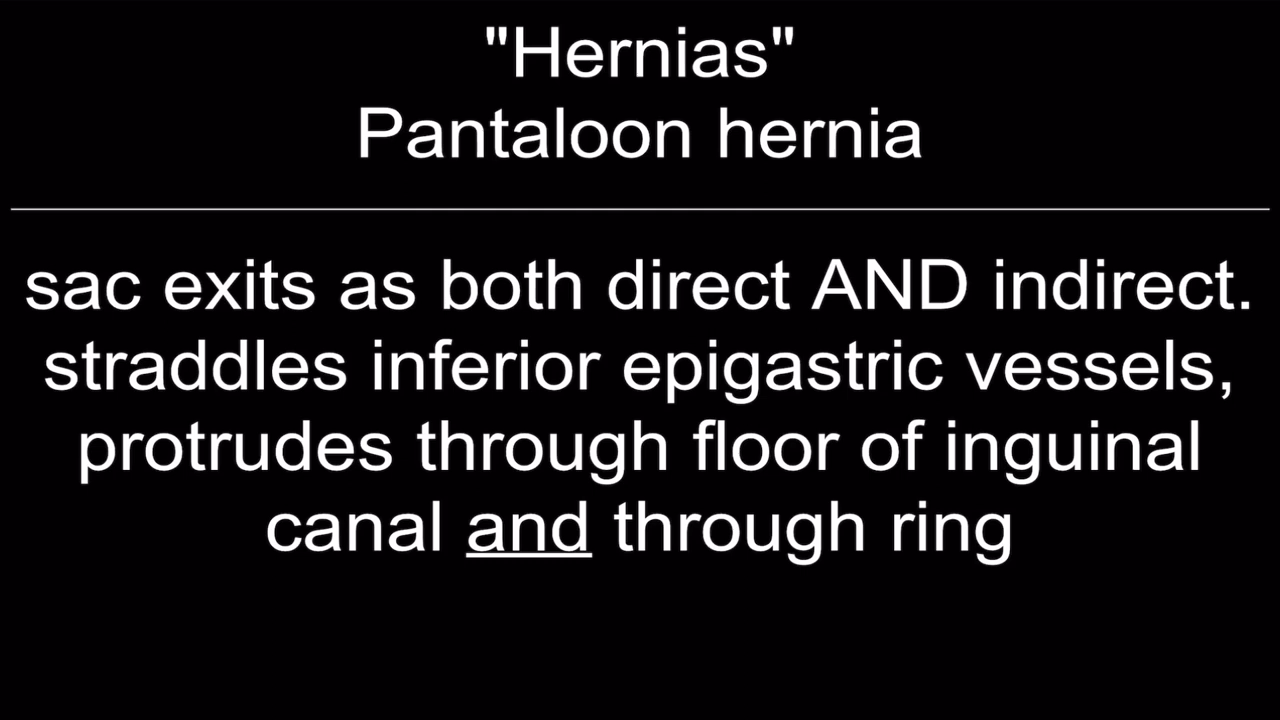 "Hernias"
Pantaloon hernia
sac exits as both direct AND indirect.
straddles inferior epigastric vessels,
protrudes through floor of inguinal
canal and through ring